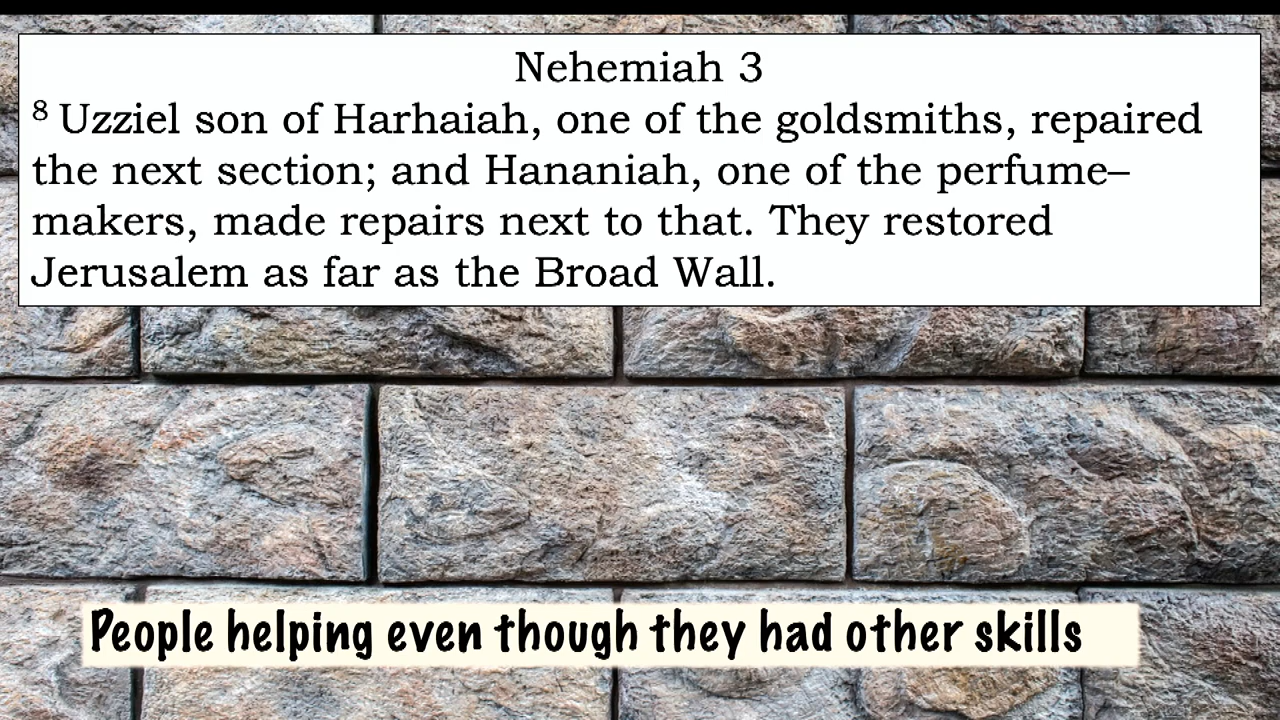 Nehemiah 3
8 Uzziel son of Harhaiah, one of the goldsmiths, repaired
the next section; and Hananiah, one of the perfume–
makers, made repairs next to that. They restored
Jerusalem as far as the Broad Wall.
People helping even though they had other skills